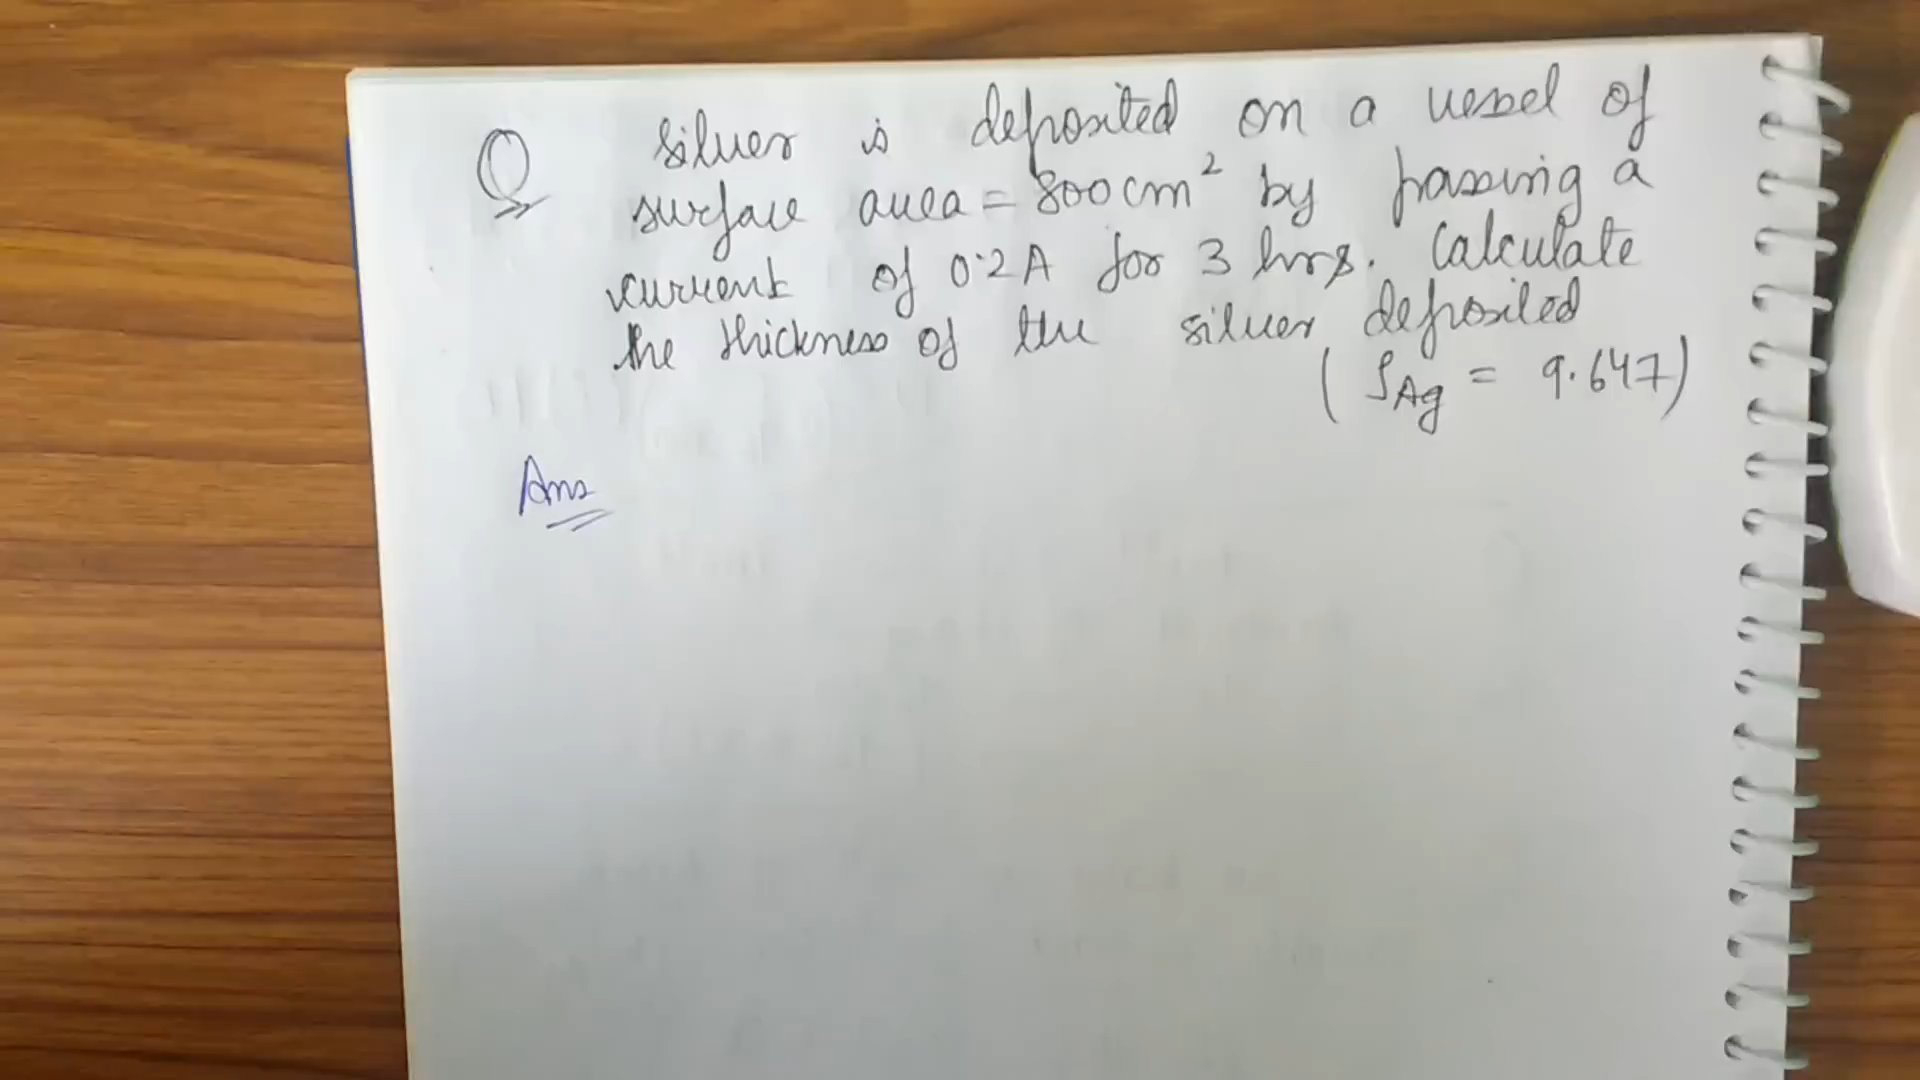 Q silver is deposited on a vessel of
surface area = 800 cm² by passing a
current of 0.2 A for 3 hrs. Calculate
the thickness of the silver deposited
(ρAg = 9.647)
Ans